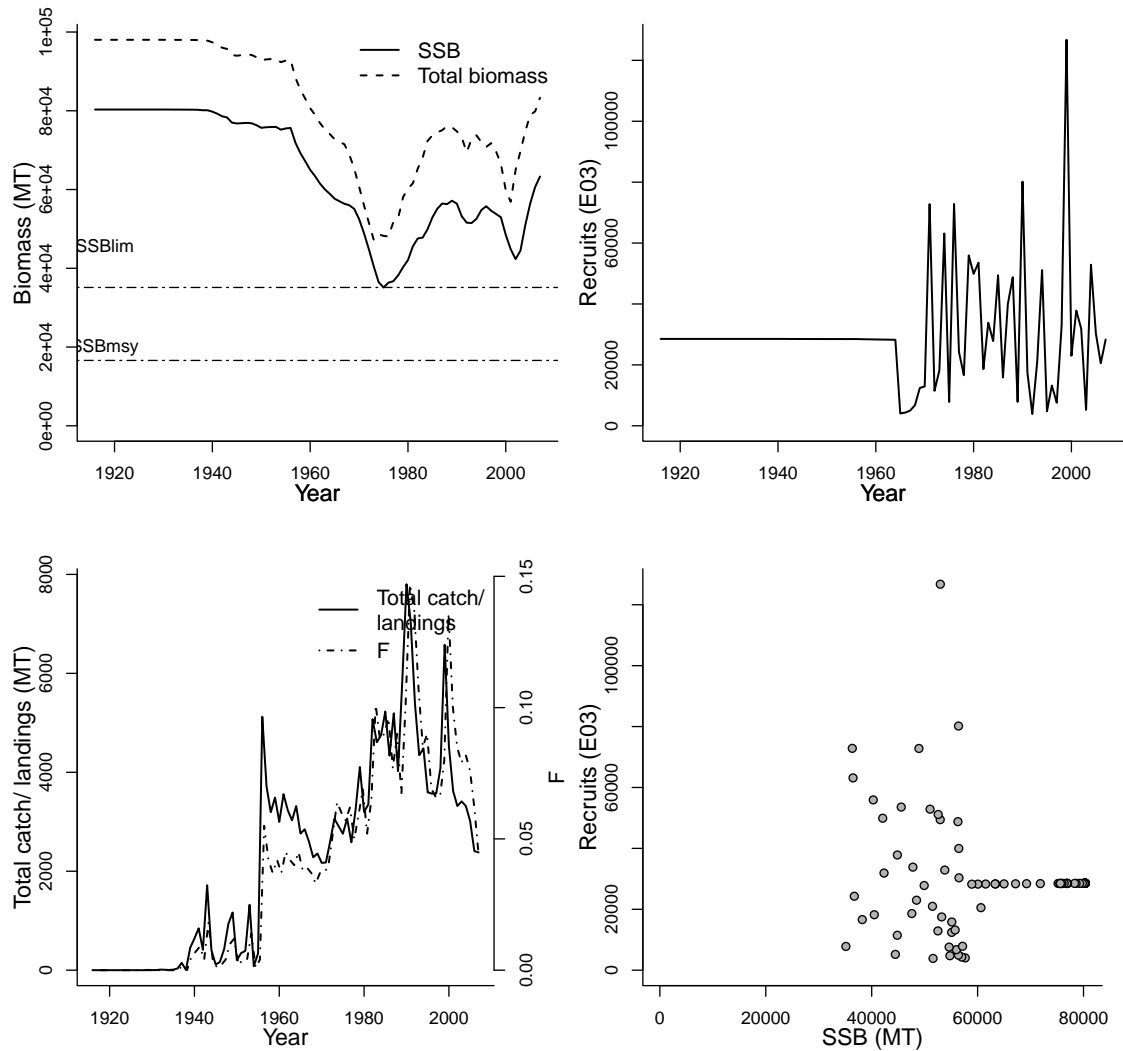 Biomass (MT)
0e+00
2e+04
4e+04
6e+04
8e+04
1e+05
SSB
Total biomass
SSBlim
SSBmsy
1920
1940
1960
1980
2000
Year
Recruits (E03)
0
20000
60000
100000
1920
1940
1960
1980
2000
Year
Total catch/ landings (MT)
0
2000
4000
6000
8000
Total catch/
landings
F
0.00
0.05
0.10
0.15
F
1920
1940
1960
1980
2000
Year
Recruits (E03)
0
20000
60000
100000
0
20000
40000
60000
80000
SSB (MT)